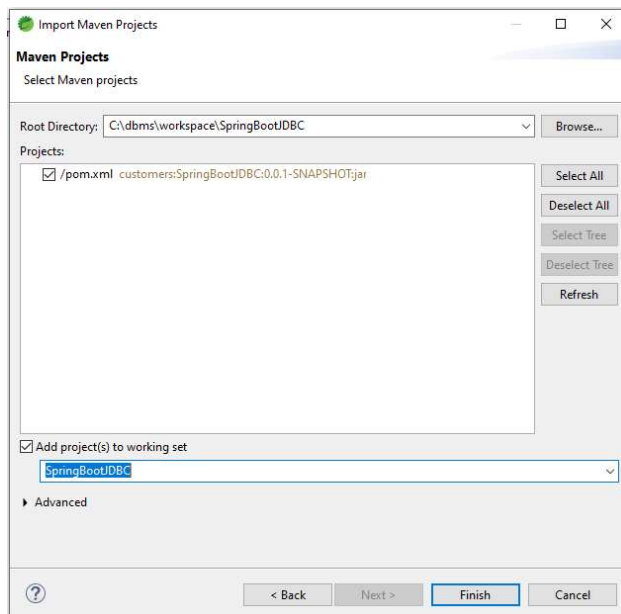 Import Maven Projects
Maven Projects
Select Maven projects
Root Directory: C:\dbms\workspace\SpringBootJDBC
Browse...
Projects:
/pom.xml customers:SpringBootJDBC:0.0.1-SNAPSHOT:jar
Select All
Deselect All
Select Tree
Deselect Tree
Refresh
Add project(s) to working set
SpringBootJDBC
Advanced
? < Back Next > Finish Cancel